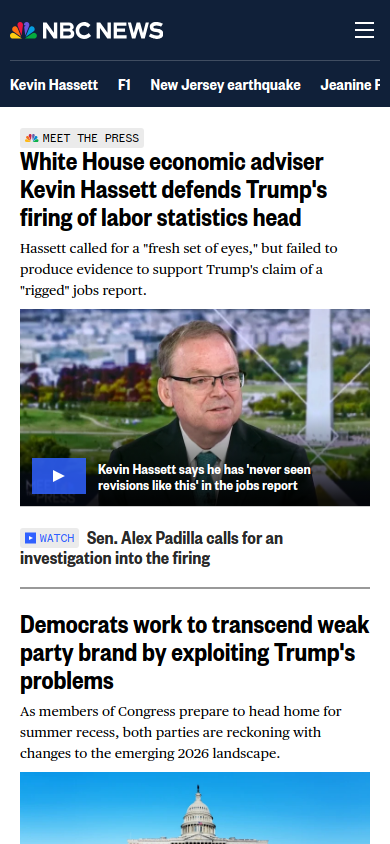 NBC NEWS
Kevin Hassett F1 New Jersey earthquake Jeanine
MEET THE PRESS
White House economic adviser
Kevin Hassett defends Trump's
firing of labor statistics head
Hassett called for a "fresh set of eyes," but failed to
produce evidence to support Trump's claim of a
"rigged" jobs report.
Kevin Hassett says he has 'never seen
revisions like this' in the jobs report
PRESS
WATCH Sen. Alex Padilla calls for an
investigation into the firing
Democrats work to transcend weak
party brand by exploiting Trump's
problems
As members of Congress prepare to head home for
summer recess, both parties are reckoning with
changes to the emerging 2026 landscape.